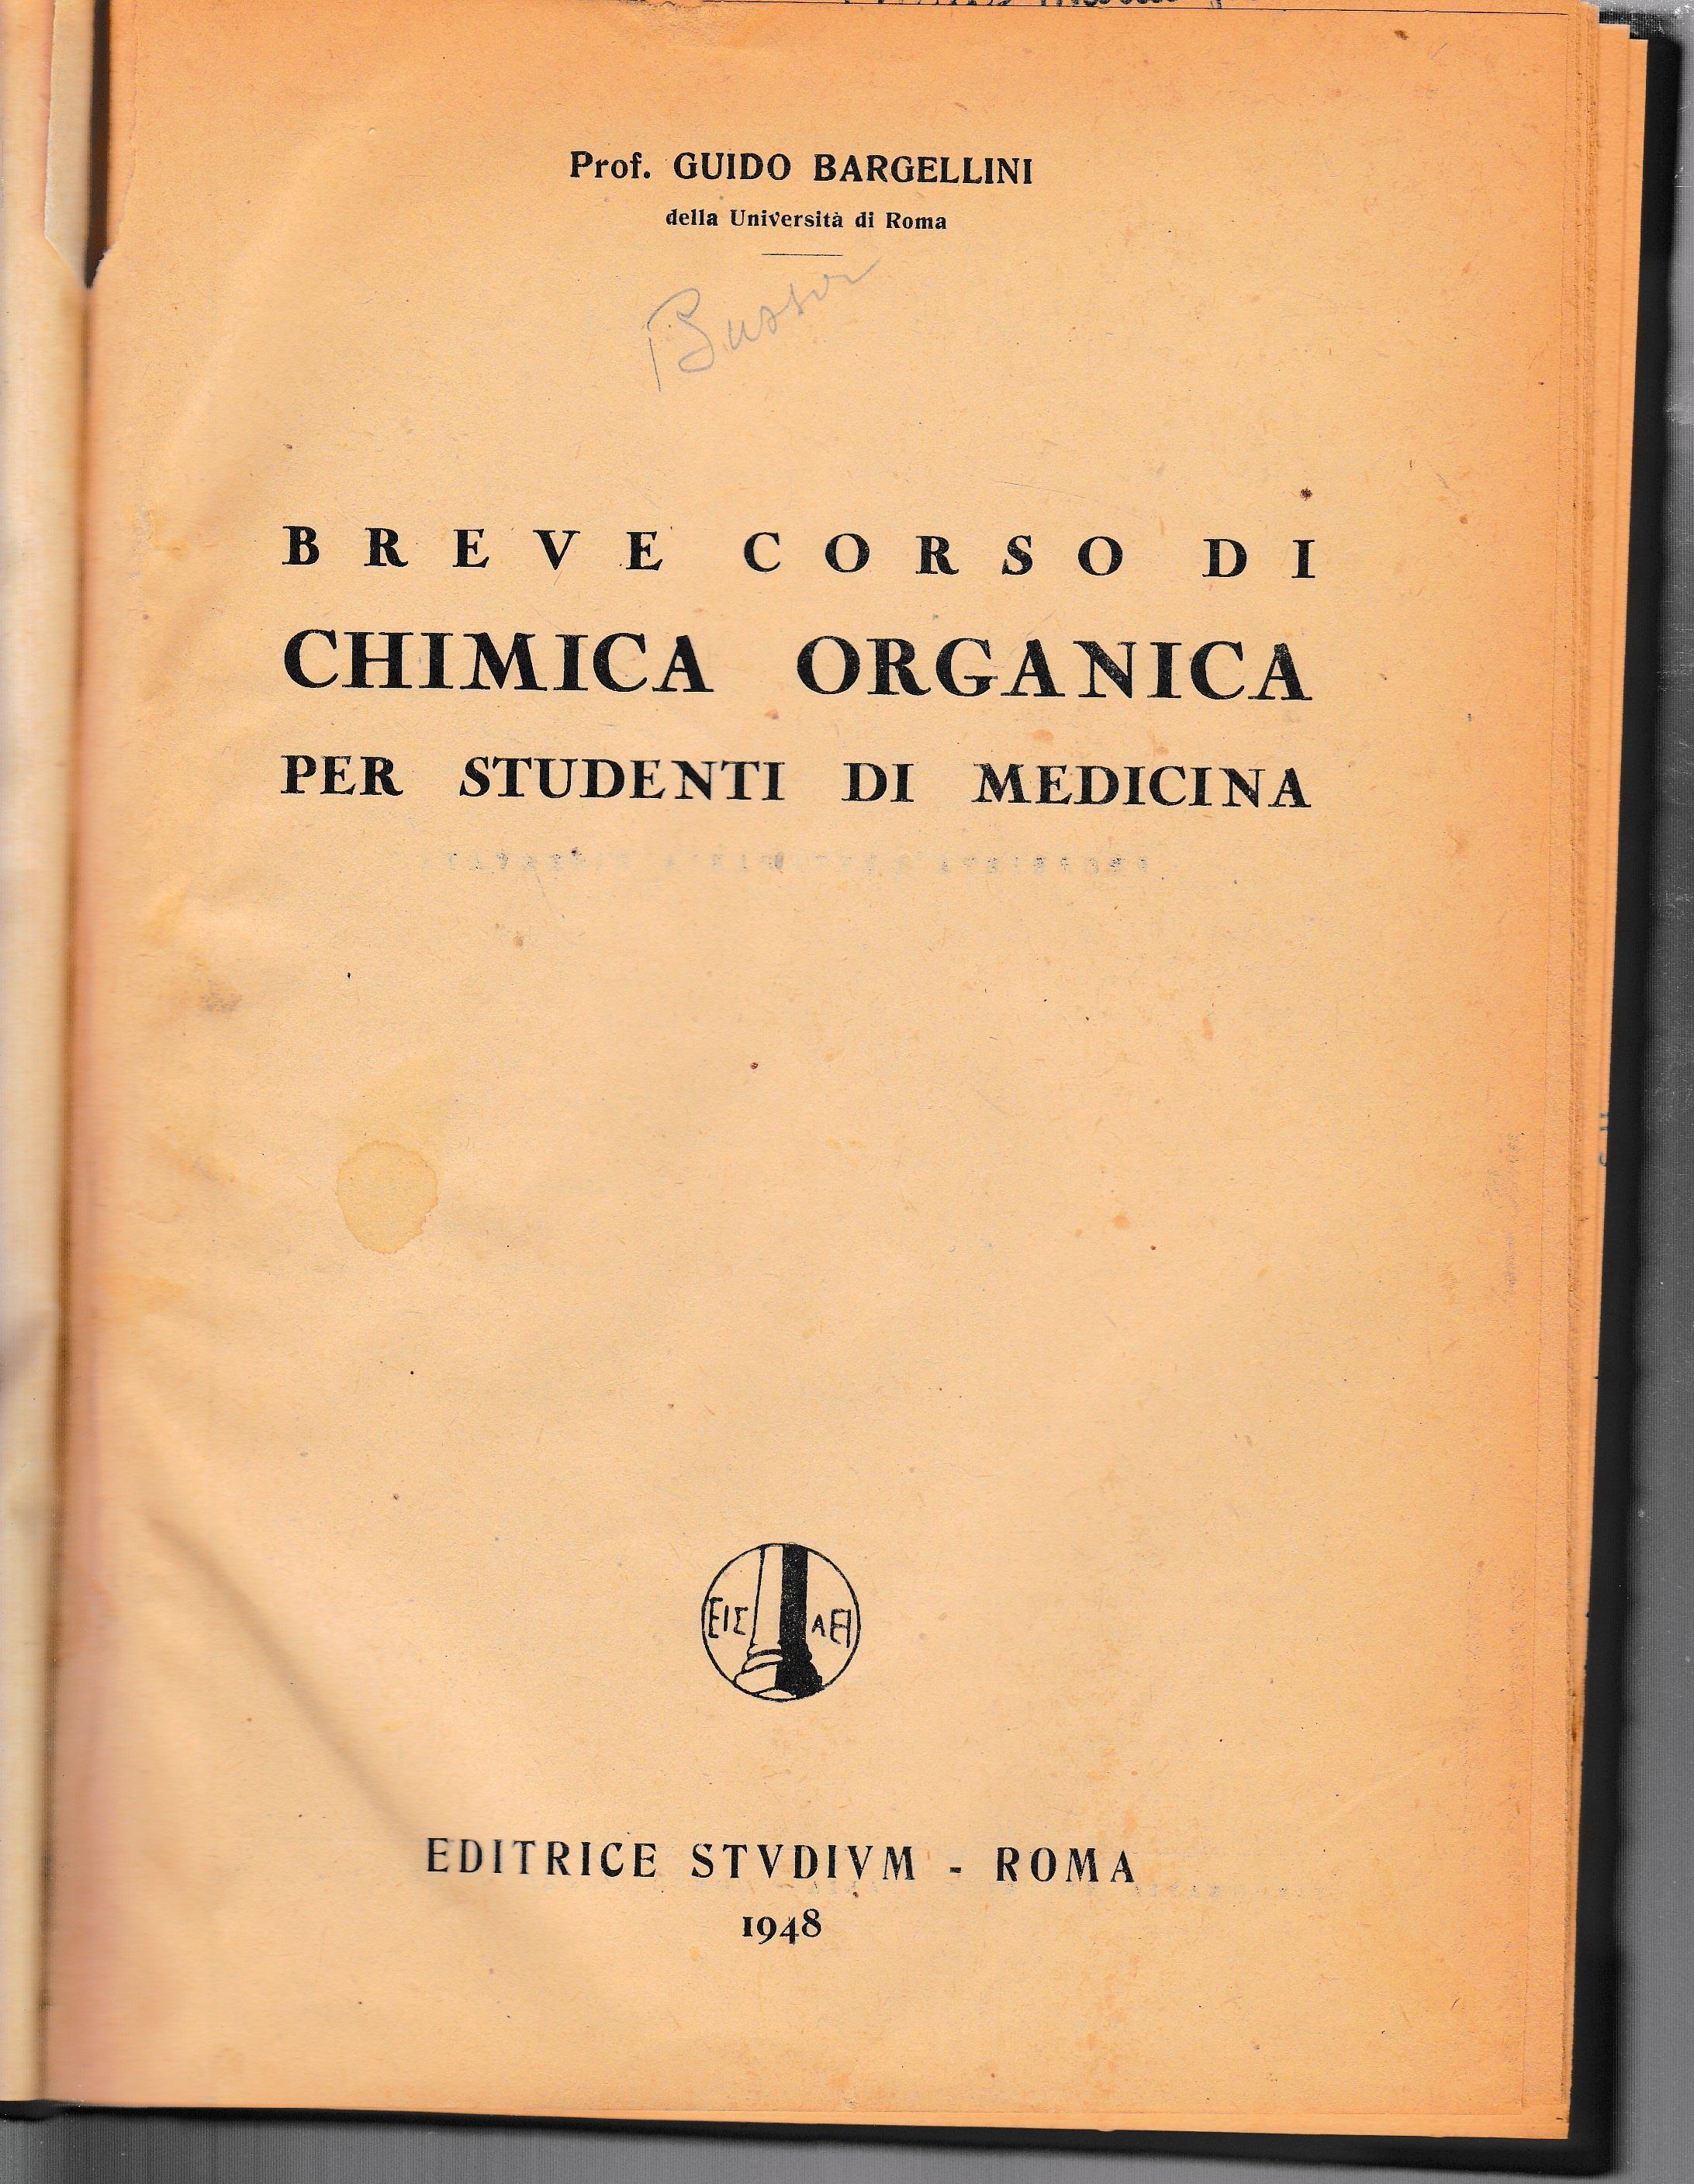 Prof. GUIDO BARGELLINI
della Università di Roma
BREVE CORSO DI
CHIMICA ORGANICA
PER STUDENTI DI MEDICINA
ΕΙΣ ΑΕΙ
EDITRICE STVDIVM - ROMA
1948